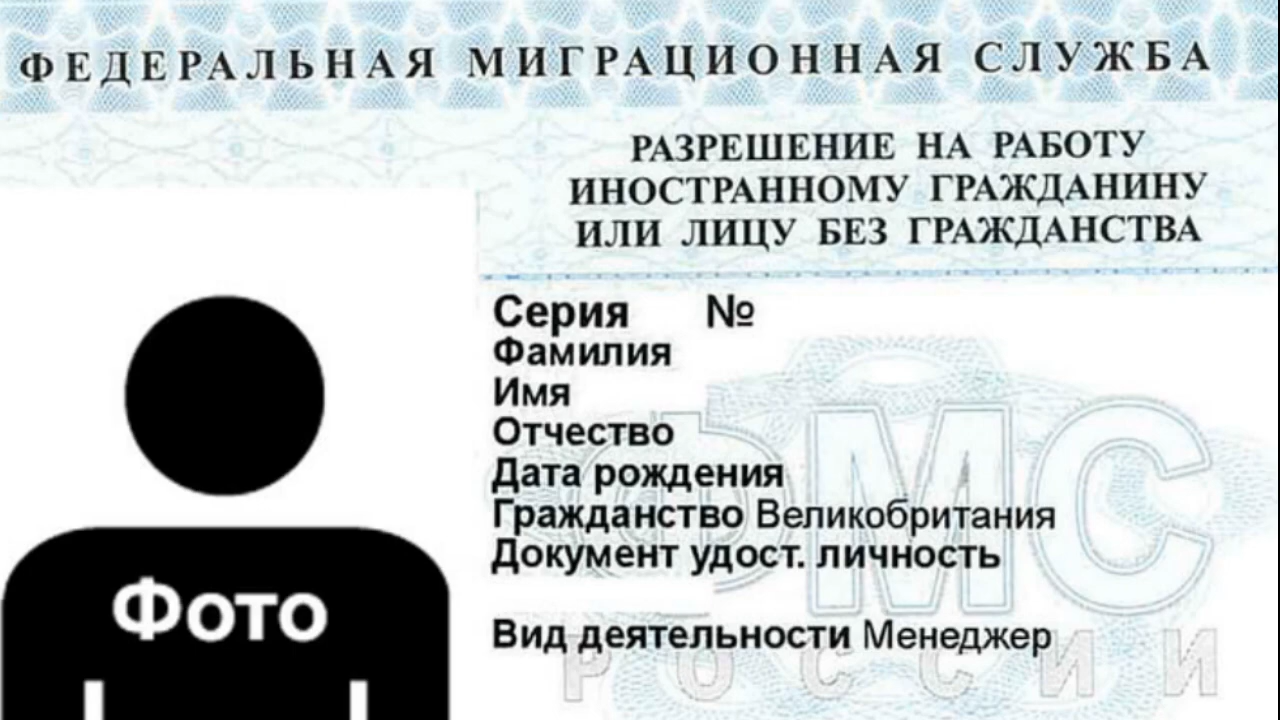 ФЕДЕРАЛЬНАЯ МИГРАЦИОННАЯ СЛУЖБА
РАЗРЕШЕНИЕ НА РАБОТУ
ИНОСТРАННОМУ ГРАЖДАНИНУ
ИЛИ ЛИЦУ БЕЗ ГРАЖДАНСТВА
Серия №
Фамилия
Имя
Отчество
Дата рождения
Гражданство Великобритания
Документ удост. личность
Вид деятельности Менеджер
Фото
ФМС
РОССИИ